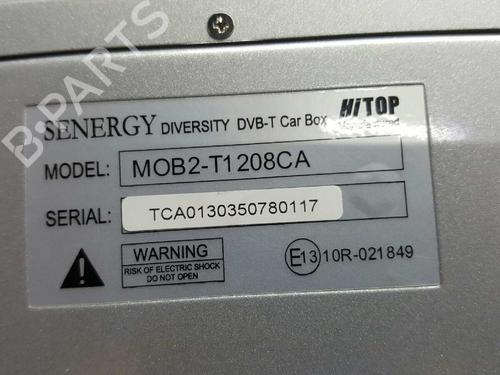 B-PARTS
SENERGY DIVERSITY DVB-T Car Box HiTOP
MODEL: MOB2-T1208CA
SERIAL: TCA0130350780117
WARNING
RISK OF ELECTRIC SHOCK
DO NOT OPEN
E13 10R-021849